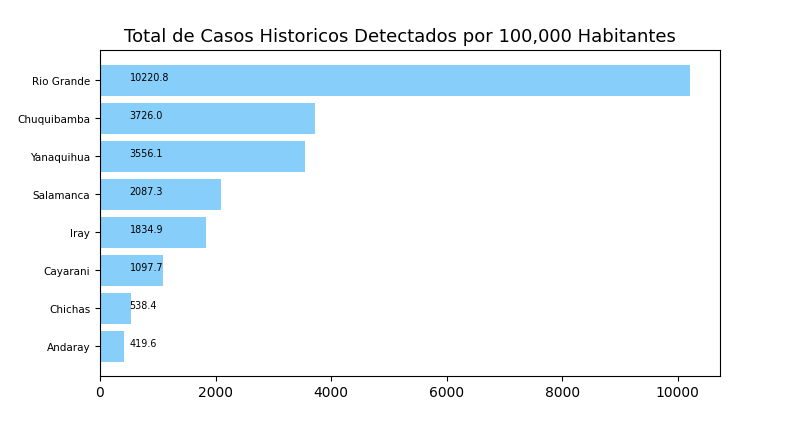 Total de Casos Historicos Detectados por 100,000 Habitantes
Rio Grande 10220.8
Chuquibamba 3726.0
Yanaquihua 3556.1
Salamanca 2087.3
Iray 1834.9
Cayarani 1097.7
Chichas 538.4
Andaray 419.6
0 2000 4000 6000 8000 10000